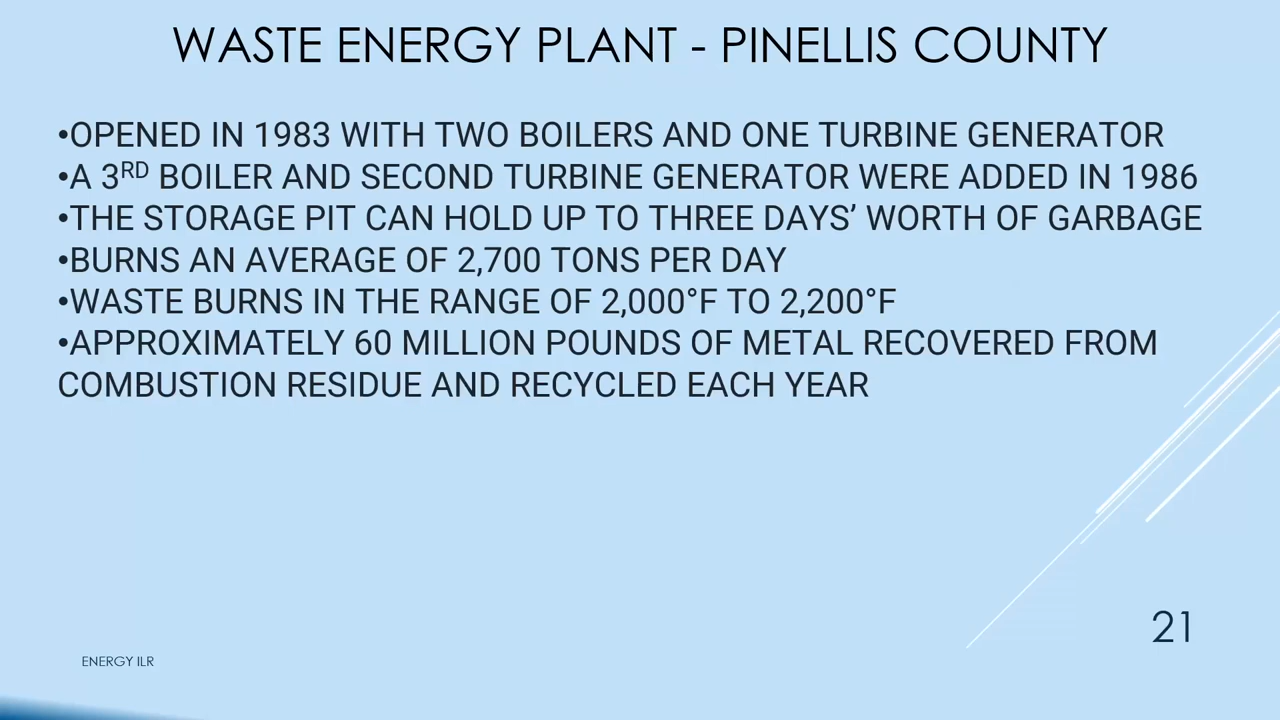 WASTE ENERGY PLANT - PINELLIS COUNTY
•OPENED IN 1983 WITH TWO BOILERS AND ONE TURBINE GENERATOR
•A 3RD BOILER AND SECOND TURBINE GENERATOR WERE ADDED IN 1986
•THE STORAGE PIT CAN HOLD UP TO THREE DAYS’ WORTH OF GARBAGE
•BURNS AN AVERAGE OF 2,700 TONS PER DAY
•WASTE BURNS IN THE RANGE OF 2,000°F TO 2,200°F
•APPROXIMATELY 60 MILLION POUNDS OF METAL RECOVERED FROM
COMBUSTION RESIDUE AND RECYCLED EACH YEAR
21
ENERGY ILR